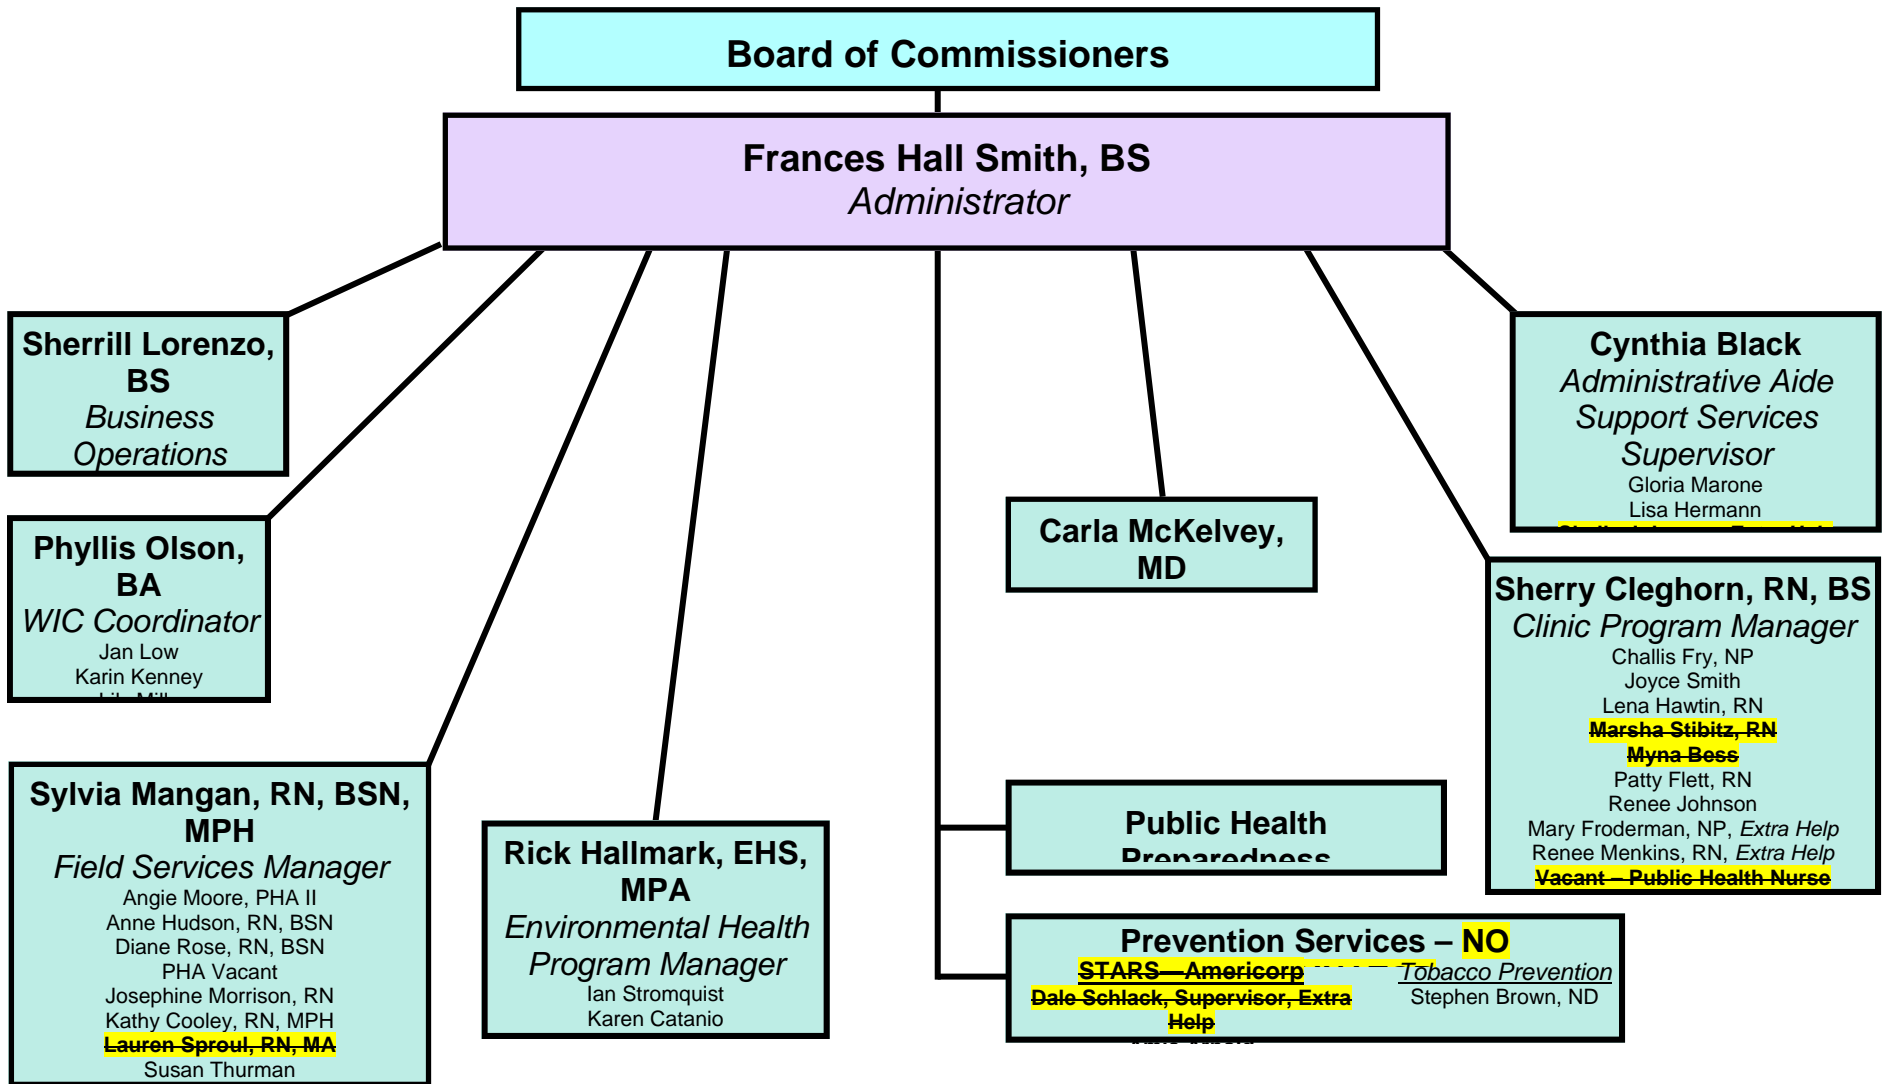 Board of Commissioners
Frances Hall Smith, BS
Administrator
Sherrill Lorenzo,
BS
Business
Operations
Cynthia Black
Administrative Aide
Support Services
Supervisor
Gloria Marone
Lisa Hermann
Phyllis Olson,
BA
WIC Coordinator
Jan Low
Karin Kenney
Carla McKelvey,
MD
Sherry Cleghorn, RN, BS
Clinic Program Manager
Challis Fry, NP
Joyce Smith
Lena Hawtin, RN
Marsha Stibitz, RN
Myna Bess
Patty Flett, RN
Renee Johnson
Mary Froderman, NP, Extra Help
Renee Menkins, RN, Extra Help
Vacant – Public Health Nurse
Sylvia Mangan, RN, BSN,
MPH
Field Services Manager
Angie Moore, PHA II
Anne Hudson, RN, BSN
Diane Rose, RN, BSN
PHA Vacant
Josephine Morrison, RN
Kathy Cooley, RN, MPH
Lauren Sproul, RN, MA
Susan Thurman
Rick Hallmark, EHS,
MPA
Environmental Health
Program Manager
Ian Stromquist
Karen Catanio
Public Health
Preparedness
Prevention Services – NO
STARS—Americorp
Dale Schlack, Supervisor, Extra
Help
Tobacco Prevention
Stephen Brown, ND